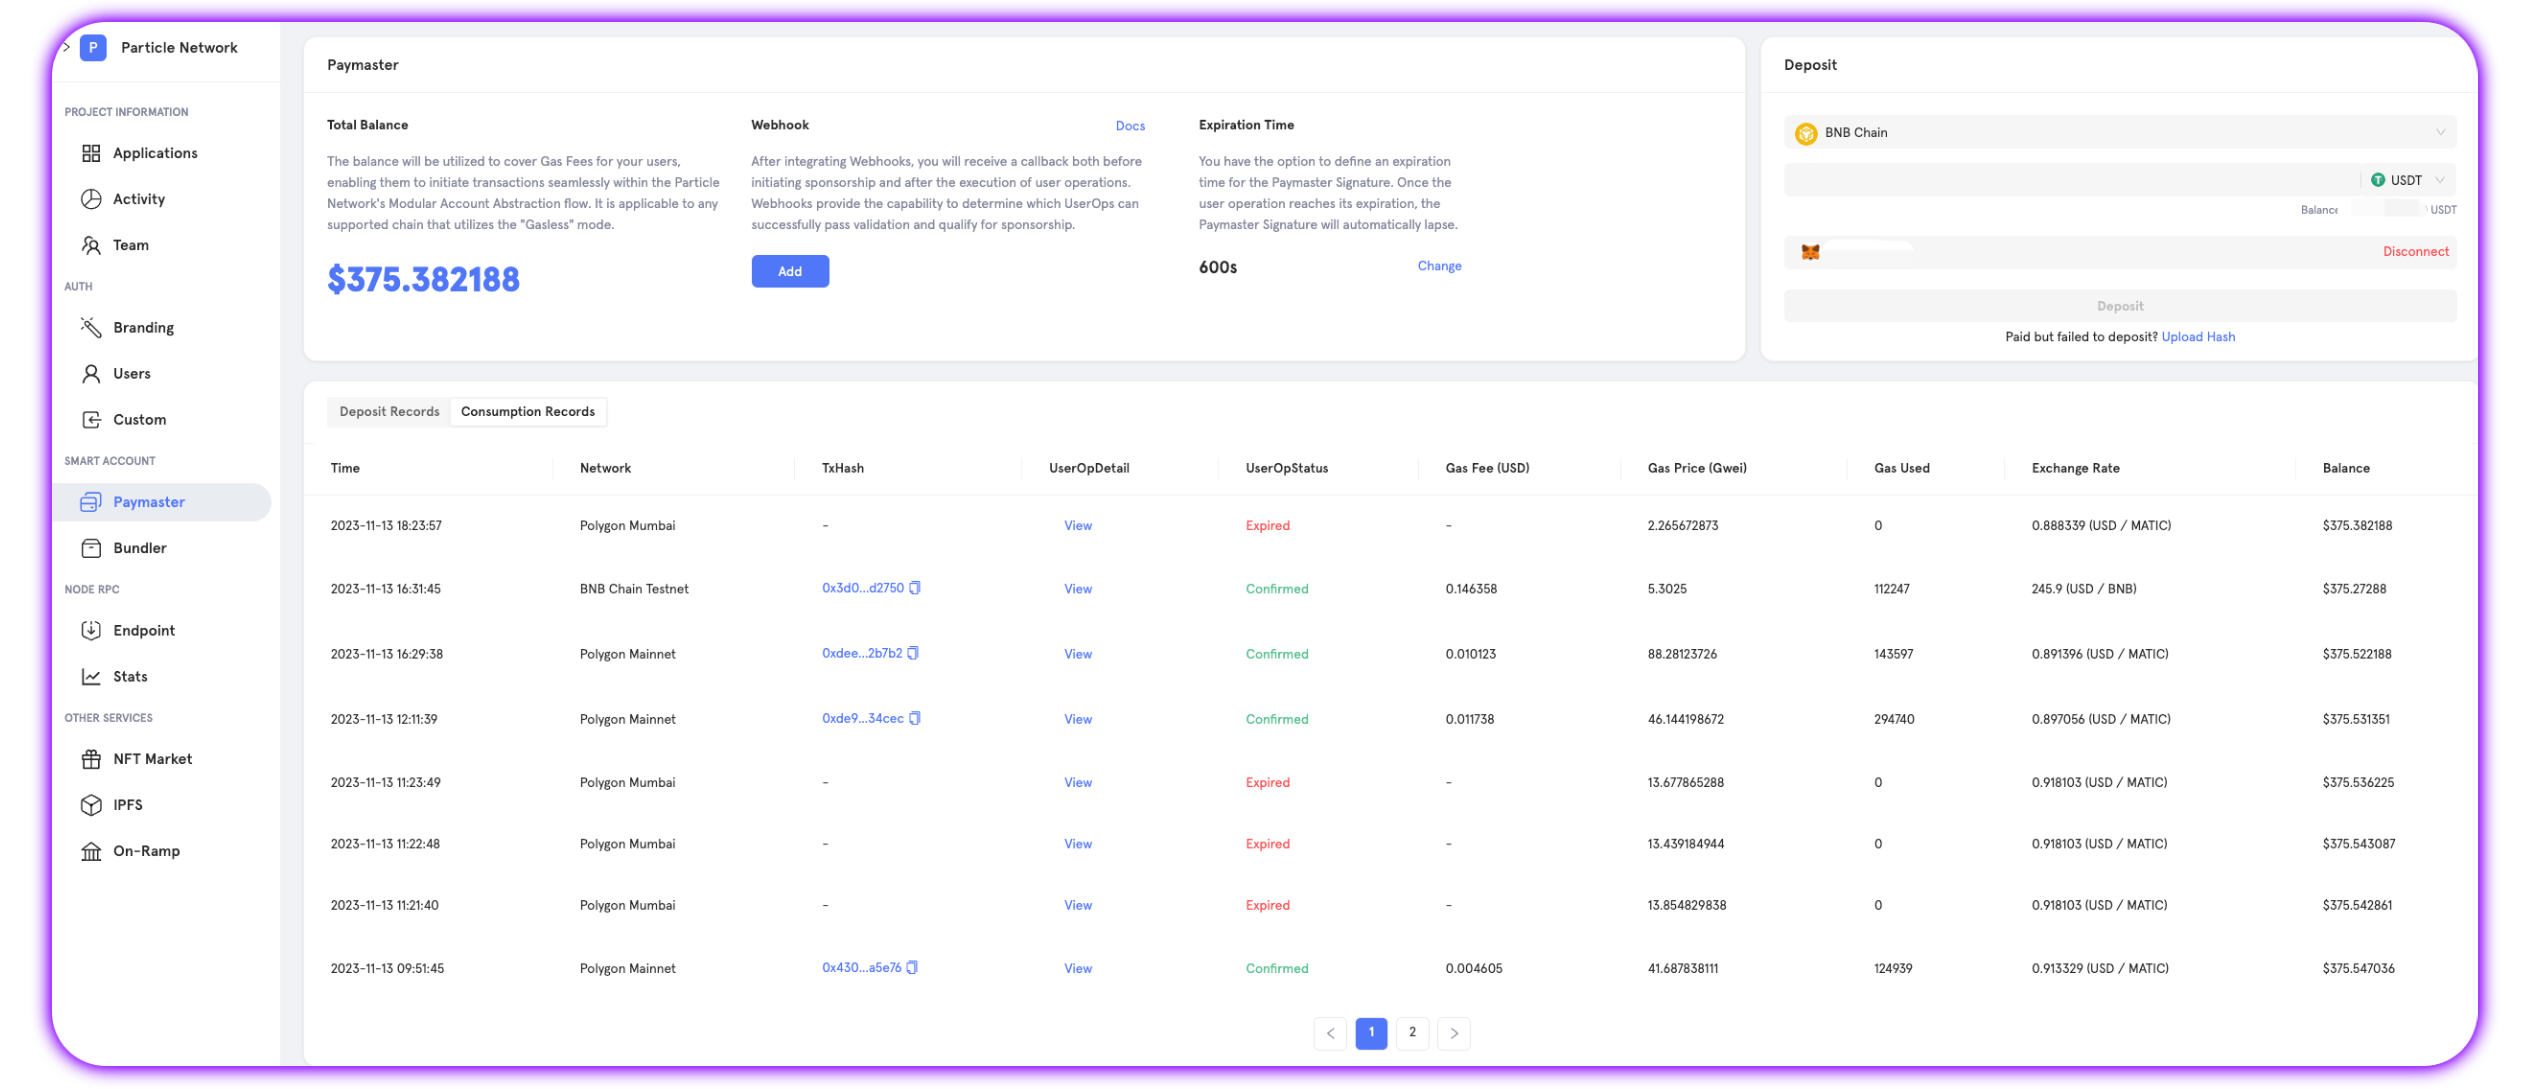 P Particle Network
PROJECT INFORMATION
Applications
Activity
Team
AUTH
Branding
Users
Custom
SMART ACCOUNT
Paymaster
Bundler
NODE RPC
Endpoint
Stats
OTHER SERVICES
NFT Market
IPFS
On-Ramp
Paymaster
Total Balance
The balance will be utilized to cover Gas Fees for your users,
enabling them to initiate transactions seamlessly within the Particle
Network's Modular Account Abstraction flow. It is applicable to any
supported chain that utilizes the "Gasless" mode.
$375.382188
Webhook Docs
After integrating Webhooks, you will receive a callback both before
initiating sponsorship and after the execution of user operations.
Webhooks provide the capability to determine which UserOps can
successfully pass validation and qualify for sponsorship.
Add
Expiration Time
You have the option to define an expiration
time for the Paymaster Signature. Once the
user operation reaches its expiration, the
Paymaster Signature will automatically lapse.
600s Change
Deposit
BNB Chain
USDT
Balance USDT
Disconnect
Deposit
Paid but failed to deposit? Upload Hash
Deposit Records Consumption Records
Time Network TxHash UserOpDetail UserOpStatus Gas Fee (USD) Gas Price (Gwei) Gas Used Exchange Rate Balance
2023-11-13 18:23:57 Polygon Mumbai - View Expired - 2.265672873 0 0.888339 (USD / MATIC) $375.382188
2023-11-13 16:31:45 BNB Chain Testnet 0x3d0...d2750 View Confirmed 0.146358 5.3025 112247 245.9 (USD / BNB) $375.27288
2023-11-13 16:29:38 Polygon Mainnet 0xdee...2b7b2 View Confirmed 0.010123 88.28123726 143597 0.891396 (USD / MATIC) $375.522188
2023-11-13 12:11:39 Polygon Mainnet 0xde9...34cec View Confirmed 0.011738 46.144198672 294740 0.897056 (USD / MATIC) $375.531351
2023-11-13 11:23:49 Polygon Mumbai - View Expired - 13.677865288 0 0.918103 (USD / MATIC) $375.536225
2023-11-13 11:22:48 Polygon Mumbai - View Expired - 13.439184944 0 0.918103 (USD / MATIC) $375.543087
2023-11-13 11:21:40 Polygon Mumbai - View Expired - 13.854829838 0 0.918103 (USD / MATIC) $375.542861
2023-11-13 09:51:45 Polygon Mainnet 0x430...a5e76 View Confirmed 0.004605 41.687838111 124939 0.913329 (USD / MATIC) $375.547036
1 2